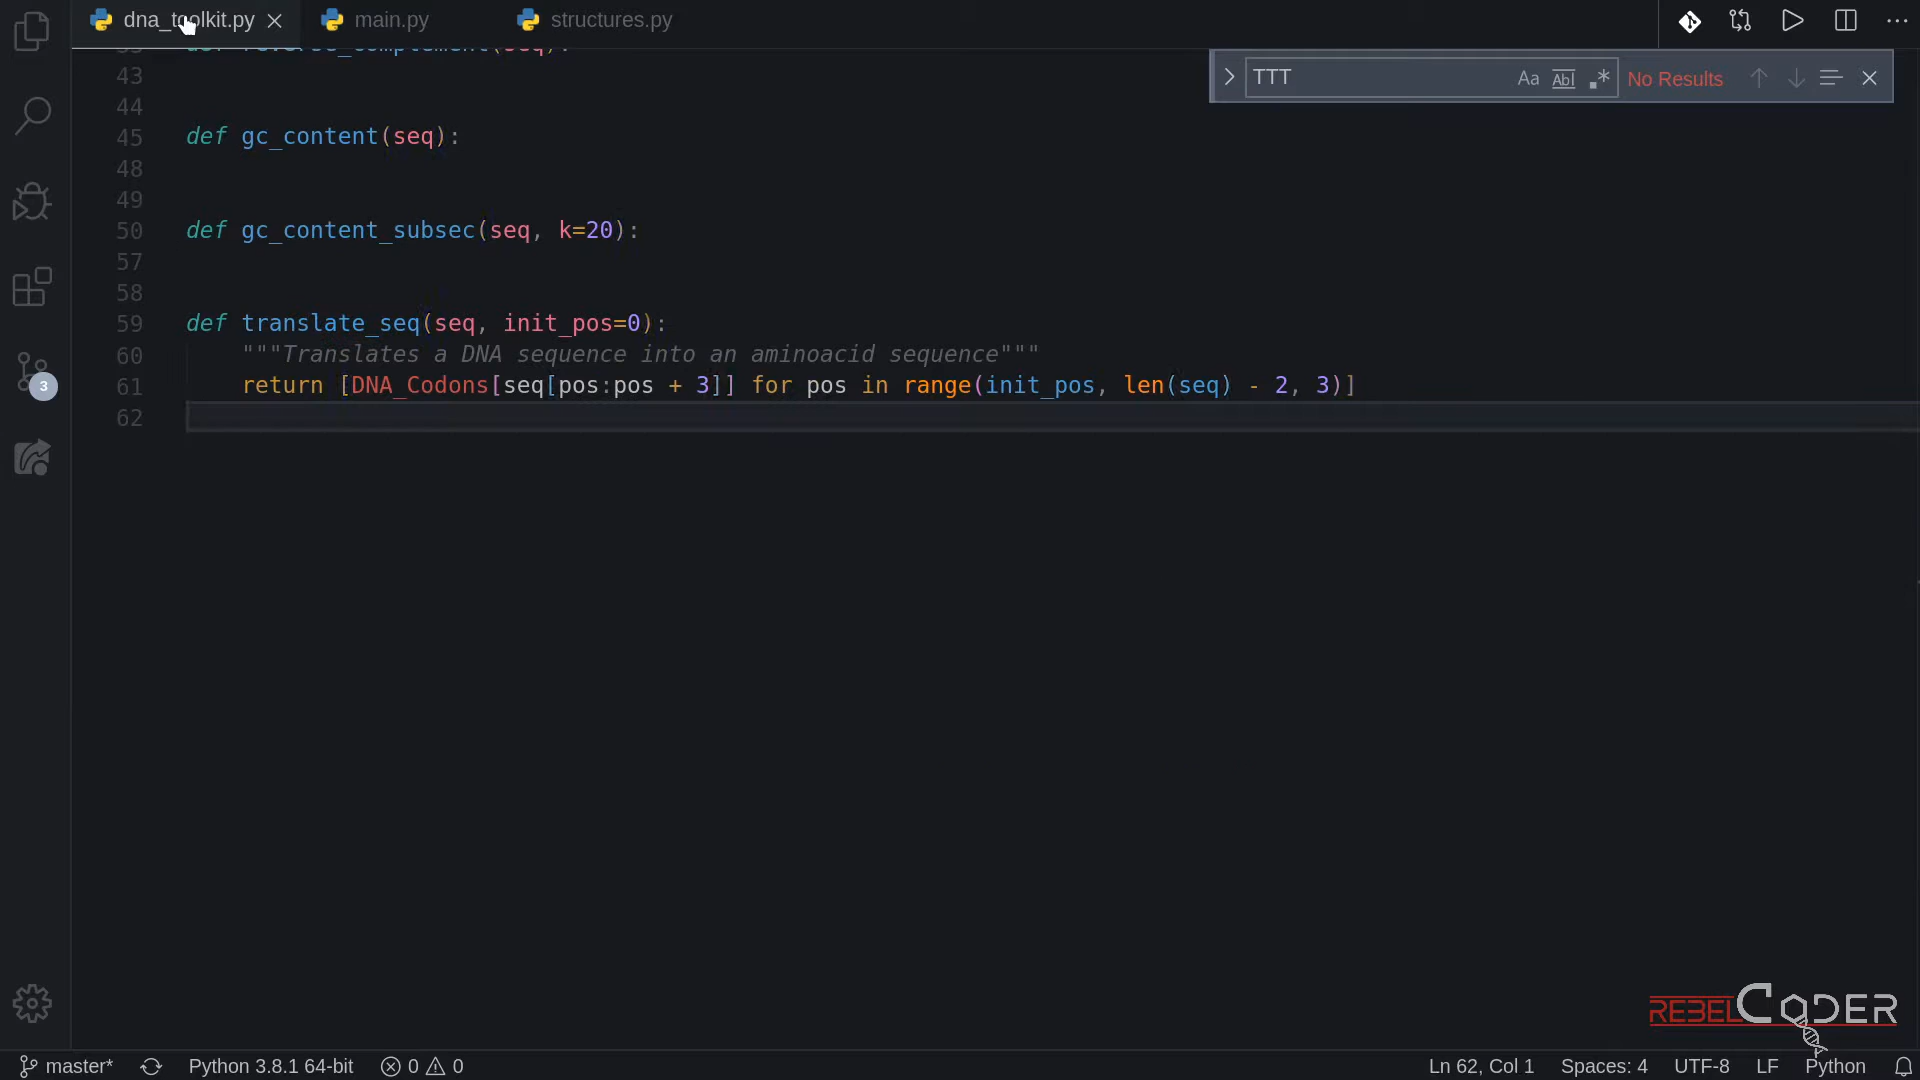 dna_toolkit.py
main.py
structures.py
def reverse_complement(seq):
TTT
Aa
Abl
.*
No Results
43
44
45 def gc_content(seq):
48
49
50 def gc_content_subsec(seq, k=20):
57
58
59 def translate_seq(seq, init_pos=0):
60 """Translates a DNA sequence into an aminoacid sequence"""
61 return [DNA_Codons[seq[pos:pos + 3]] for pos in range(init_pos, len(seq) - 2, 3)]
62
3
REBELCODER
master* Python 3.8.1 64-bit 0 0 Ln 62, Col 1 Spaces: 4 UTF-8 LF Python